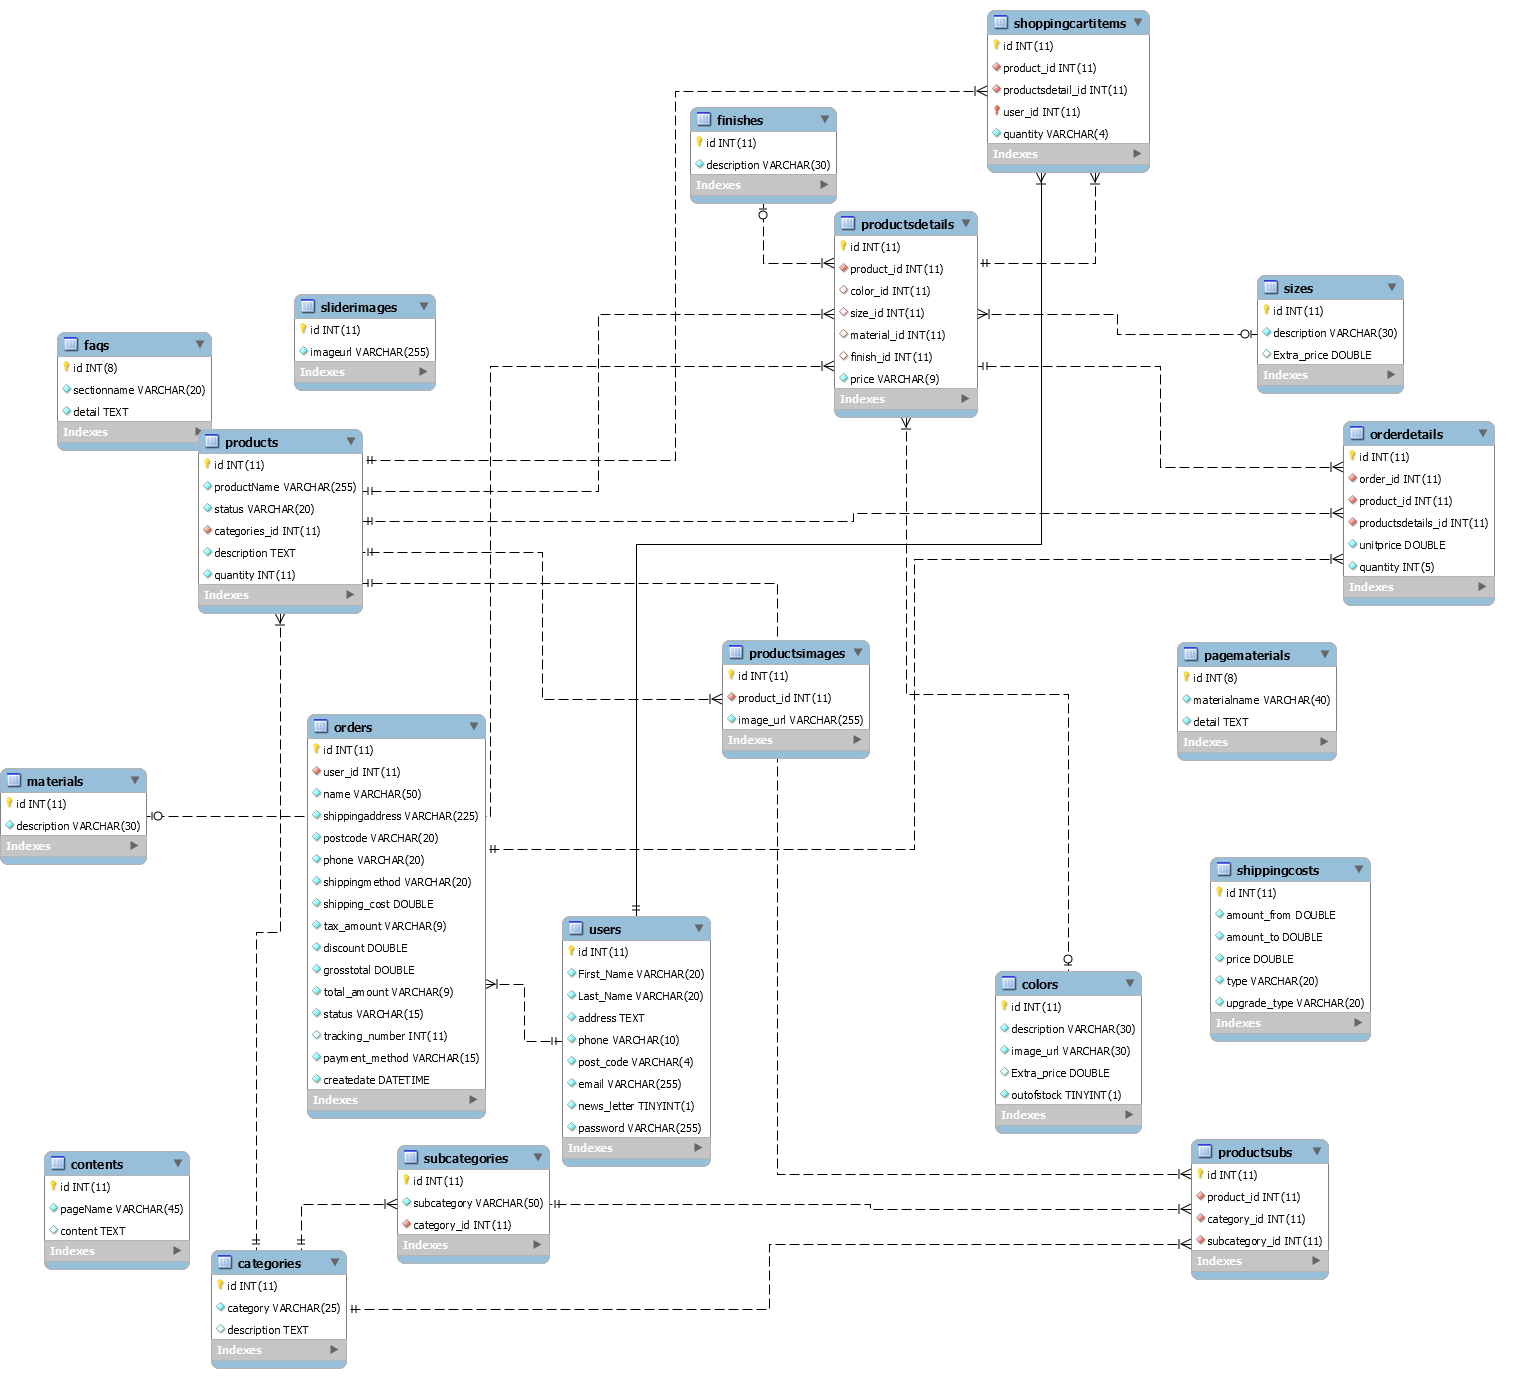 shoppingcartitems
id INT(11)
product_id INT(11)
productsdetail_id INT(11)
user_id INT(11)
quantity VARCHAR(4)
Indexes
finishes
id INT(11)
description VARCHAR(30)
Indexes
productsdetails
id INT(11)
product_id INT(11)
color_id INT(11)
size_id INT(11)
material_id INT(11)
finish_id INT(11)
price VARCHAR(9)
Indexes
sizes
id INT(11)
description VARCHAR(30)
Extra_price DOUBLE
Indexes
sliderimages
id INT(11)
imageurl VARCHAR(255)
Indexes
faqs
id INT(8)
sectionname VARCHAR(20)
detail TEXT
Indexes
products
id INT(11)
productName VARCHAR(255)
status VARCHAR(20)
categories_id INT(11)
description TEXT
quantity INT(11)
Indexes
orderdetails
id INT(11)
order_id INT(11)
product_id INT(11)
productsdetails_id INT(11)
unitprice DOUBLE
quantity INT(5)
Indexes
productsimages
id INT(11)
product_id INT(11)
image_url VARCHAR(255)
Indexes
pagematerials
id INT(8)
materialname VARCHAR(40)
detail TEXT
Indexes
orders
id INT(11)
user_id INT(11)
name VARCHAR(50)
shippingaddress VARCHAR(225)
postcode VARCHAR(20)
phone VARCHAR(20)
shippingmethod VARCHAR(20)
shipping_cost DOUBLE
tax_amount VARCHAR(9)
discount DOUBLE
grosstotal DOUBLE
total_amount VARCHAR(9)
status VARCHAR(15)
tracking_number INT(11)
payment_method VARCHAR(15)
createdate DATETIME
Indexes
materials
id INT(11)
description VARCHAR(30)
Indexes
shippingcosts
id INT(11)
amount_from DOUBLE
amount_to DOUBLE
price DOUBLE
type VARCHAR(20)
upgrade_type VARCHAR(20)
Indexes
users
id INT(11)
First_Name VARCHAR(20)
Last_Name VARCHAR(20)
address TEXT
phone VARCHAR(10)
post_code VARCHAR(4)
email VARCHAR(255)
news_letter TINYINT(1)
password VARCHAR(255)
Indexes
colors
id INT(11)
description VARCHAR(30)
image_url VARCHAR(30)
Extra_price DOUBLE
outofstock TINYINT(1)
Indexes
contents
id INT(11)
pageName VARCHAR(45)
content TEXT
Indexes
subcategories
id INT(11)
subcategory VARCHAR(50)
category_id INT(11)
Indexes
productsubs
id INT(11)
product_id INT(11)
category_id INT(11)
subcategory_id INT(11)
Indexes
categories
id INT(11)
category VARCHAR(25)
description TEXT
Indexes